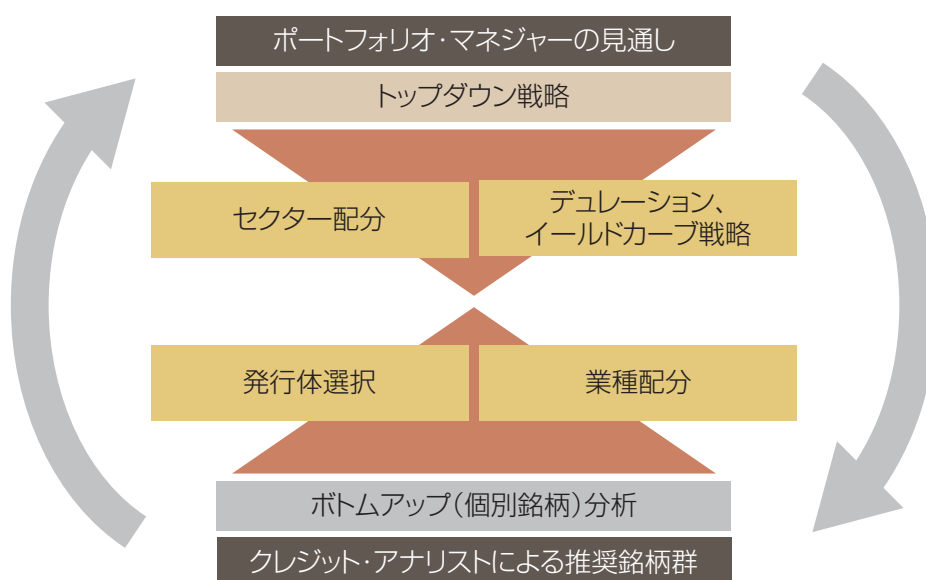 ポートフォリオ・マネジャーの見通し
トップダウン戦略
セクター配分
デュレーション、
イールドカーブ戦略
発行体選択
業種配分
ボトムアップ(個別銘柄)分析
クレジット・アナリストによる推奨銘柄群